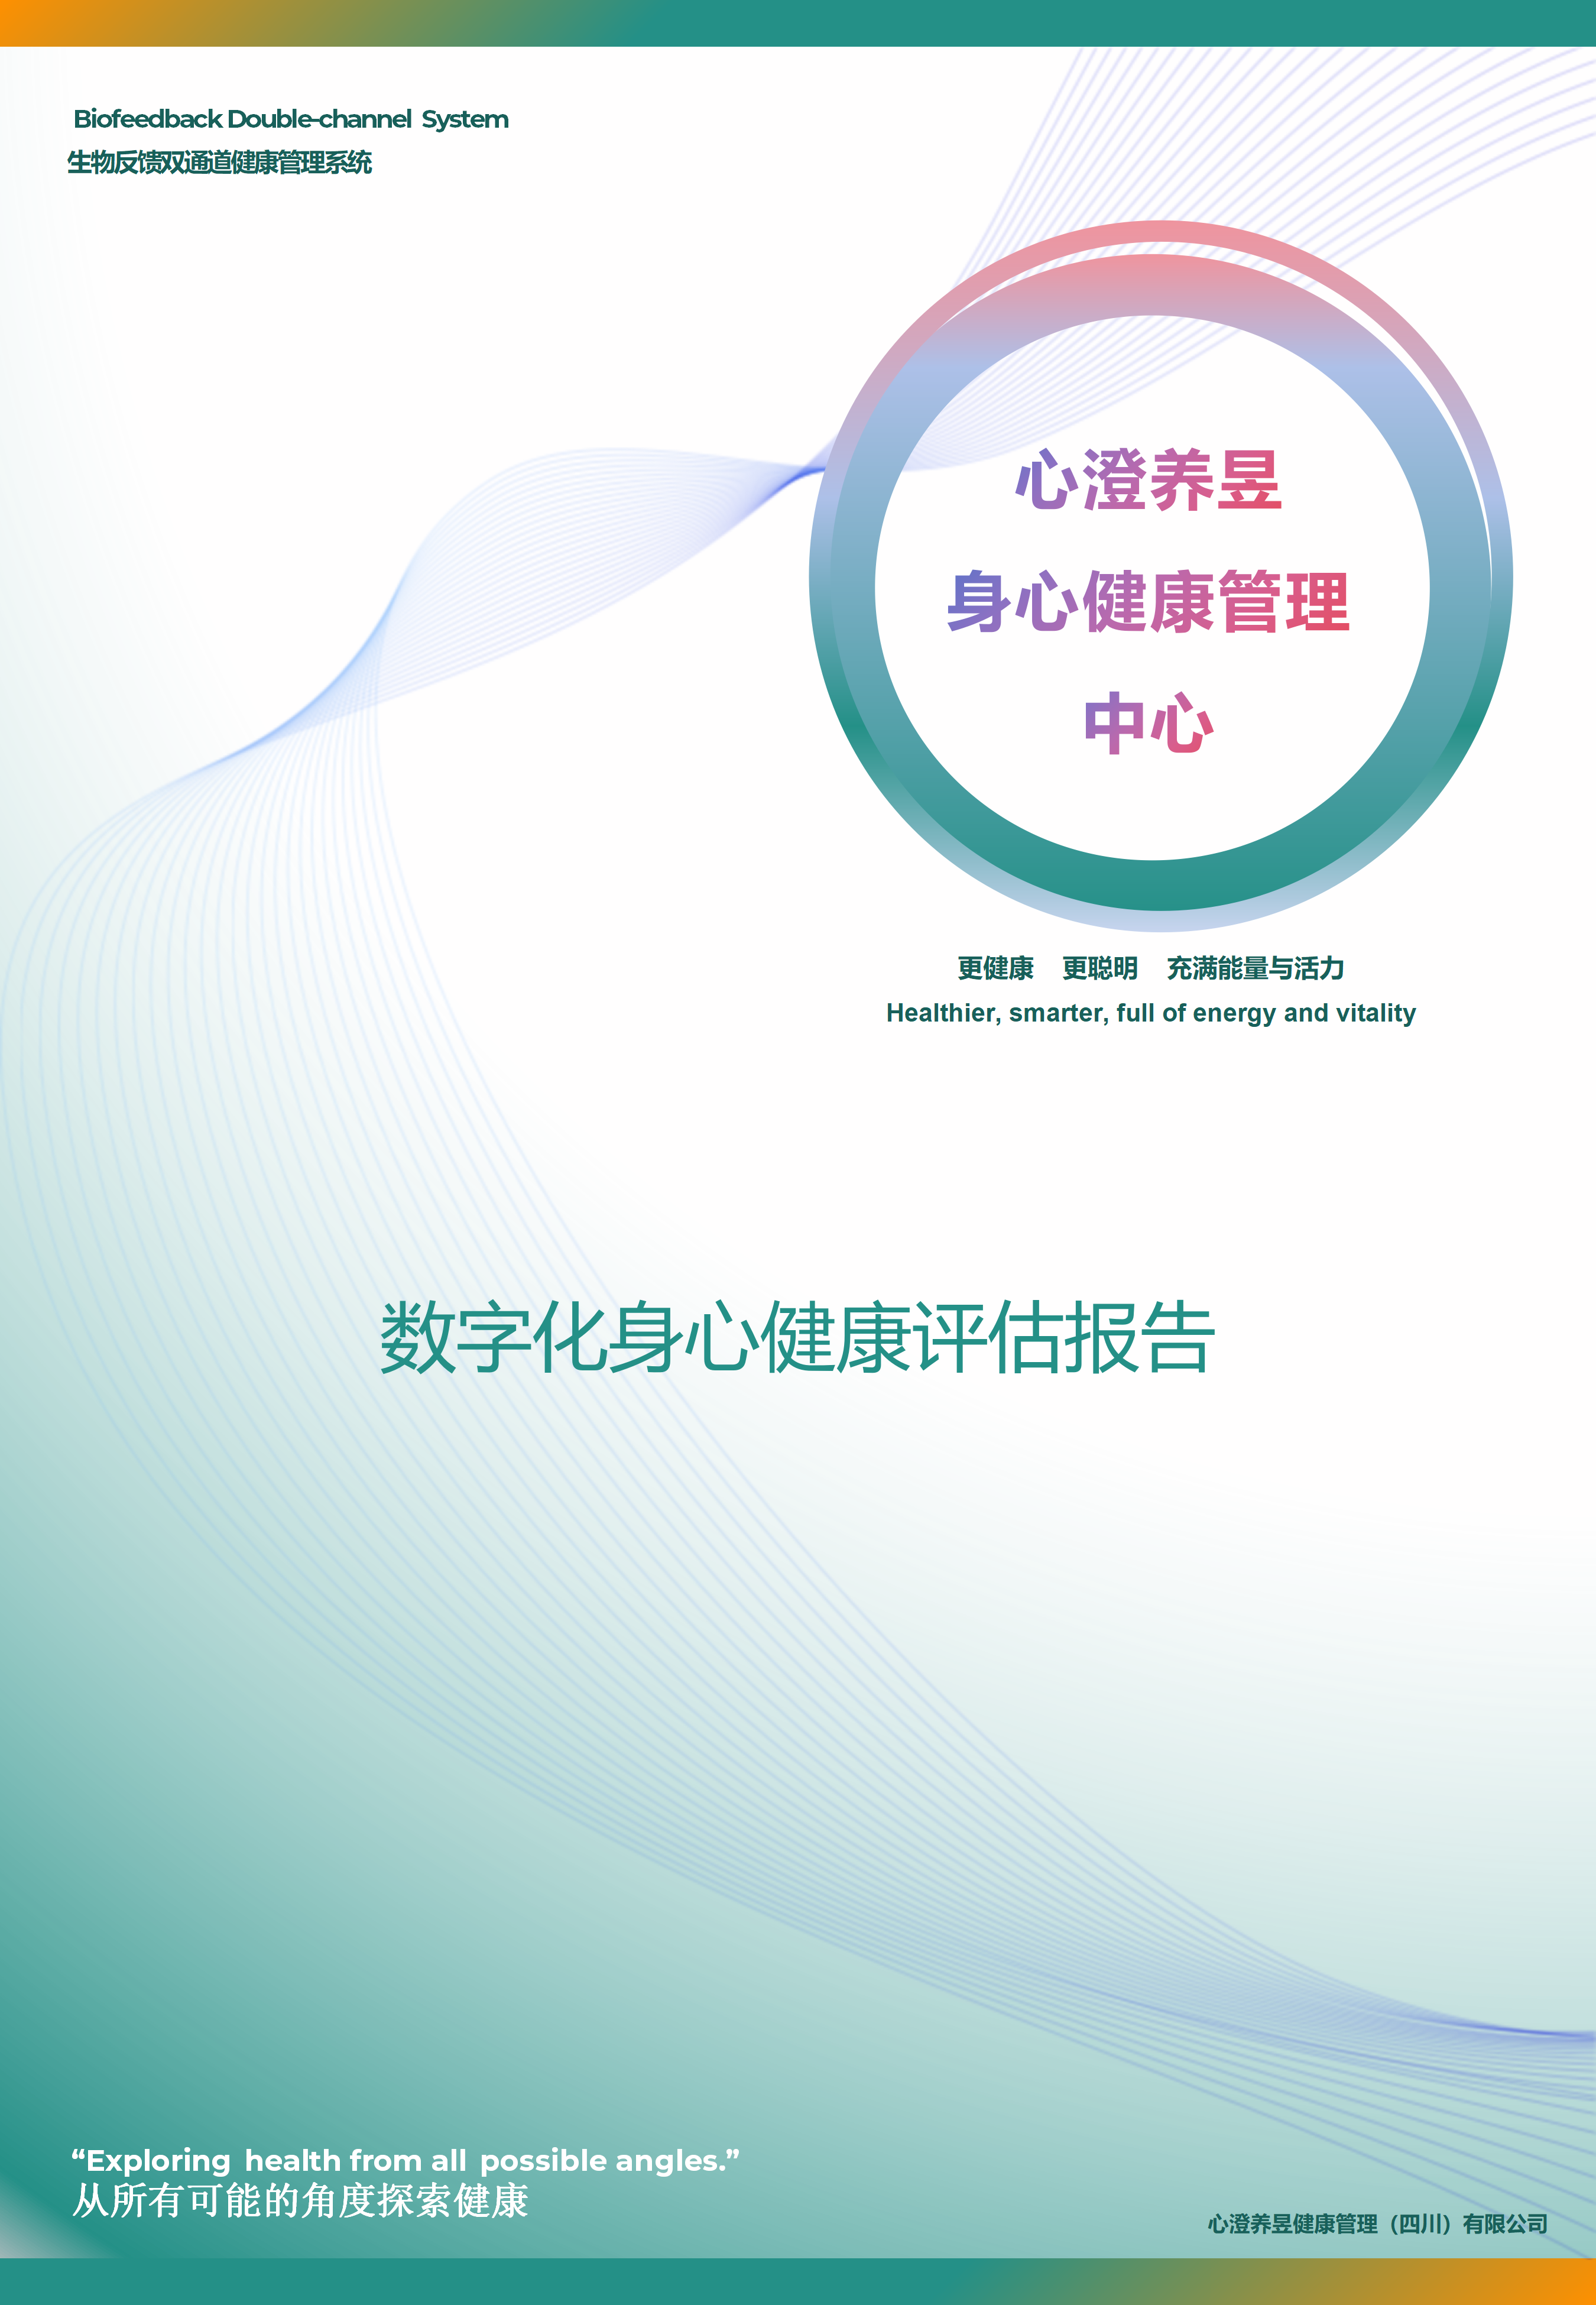 Biofeedback Double-channel System
生物反馈双通道健康管理系统
心澄养昱
身心健康管理
中心
更健康 更聪明 充满能量与活力
Healthier, smarter, full of energy and vitality
数字化身心健康评估报告
“Exploring health from all possible angles.”
从所有可能的角度探索健康
心澄养昱健康管理（四川）有限公司